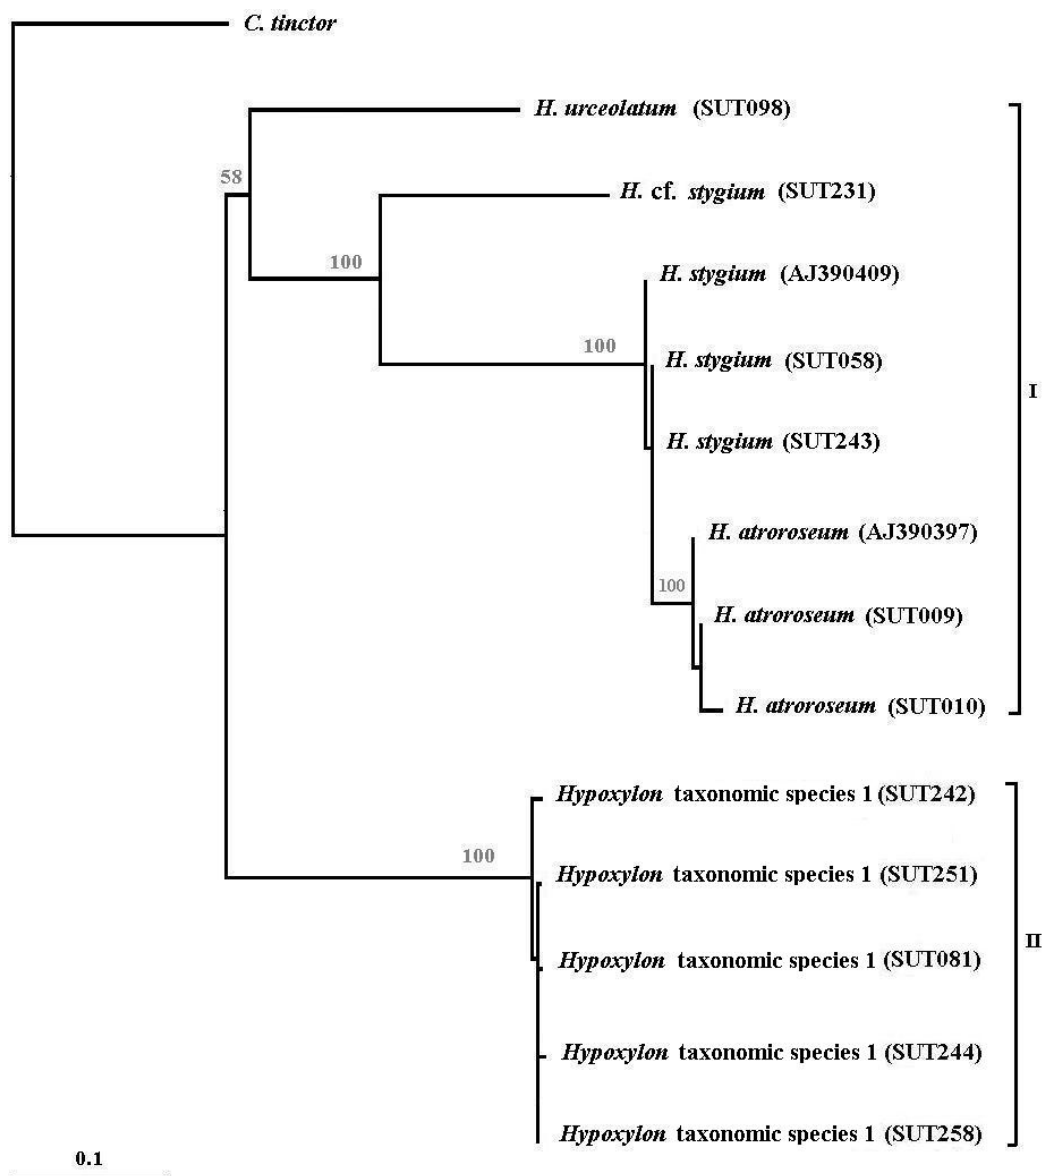 C. tinctor
H. urceolatum (SUT098)
58
H. cf. stygium (SUT231)
100
H. stygium (AJ390409)
100
H. stygium (SUT058)
I
H. stygium (SUT243)
H. atroroseum (AJ390397)
100
H. atroroseum (SUT009)
H. atroroseum (SUT010)
Hypoxylon taxonomic species 1 (SUT242)
100
Hypoxylon taxonomic species 1 (SUT251)
II
Hypoxylon taxonomic species 1 (SUT081)
Hypoxylon taxonomic species 1 (SUT244)
Hypoxylon taxonomic species 1 (SUT258)
0.1